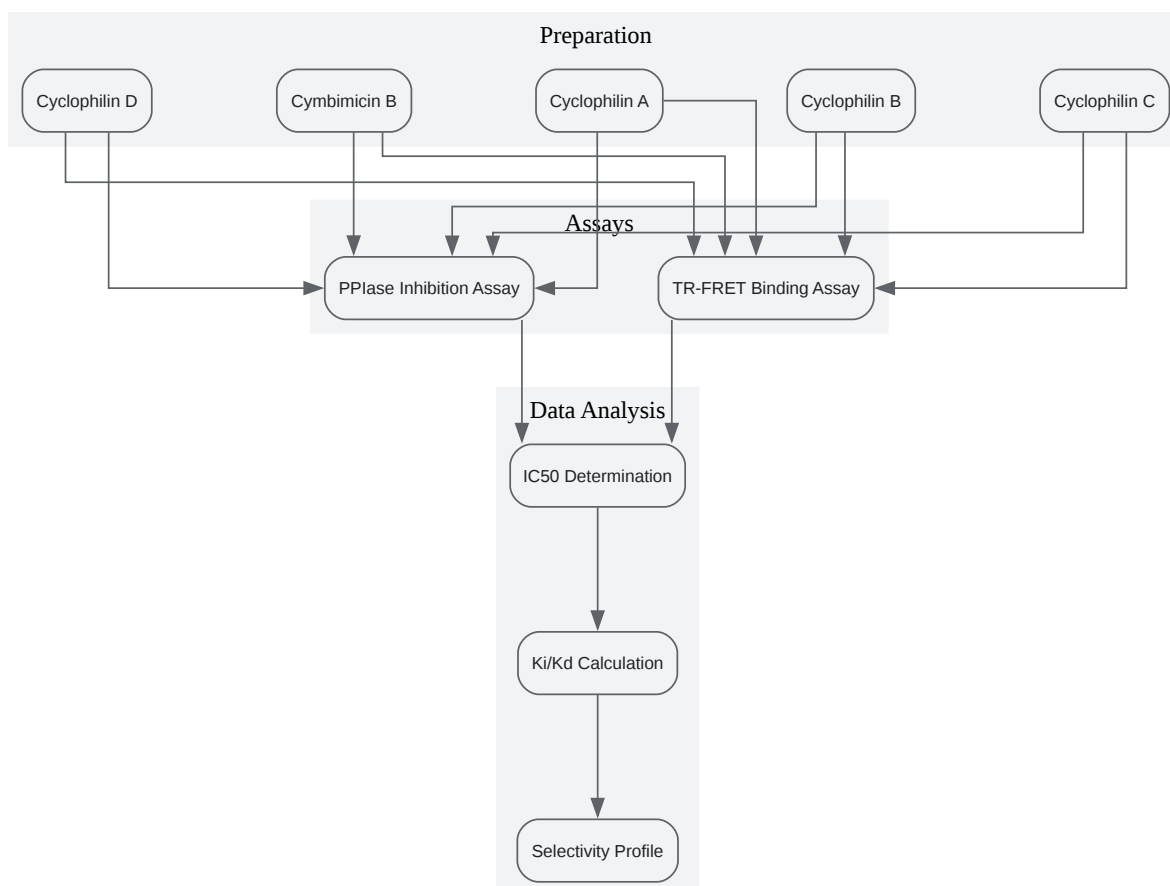 Preparation
Cyclophilin D
Cymbimicin B
Cyclophilin A
Cyclophilin B
Cyclophilin C
Assays
PPIase Inhibition Assay
TR-FRET Binding Assay
Data Analysis
IC50 Determination
Ki/Kd Calculation
Selectivity Profile